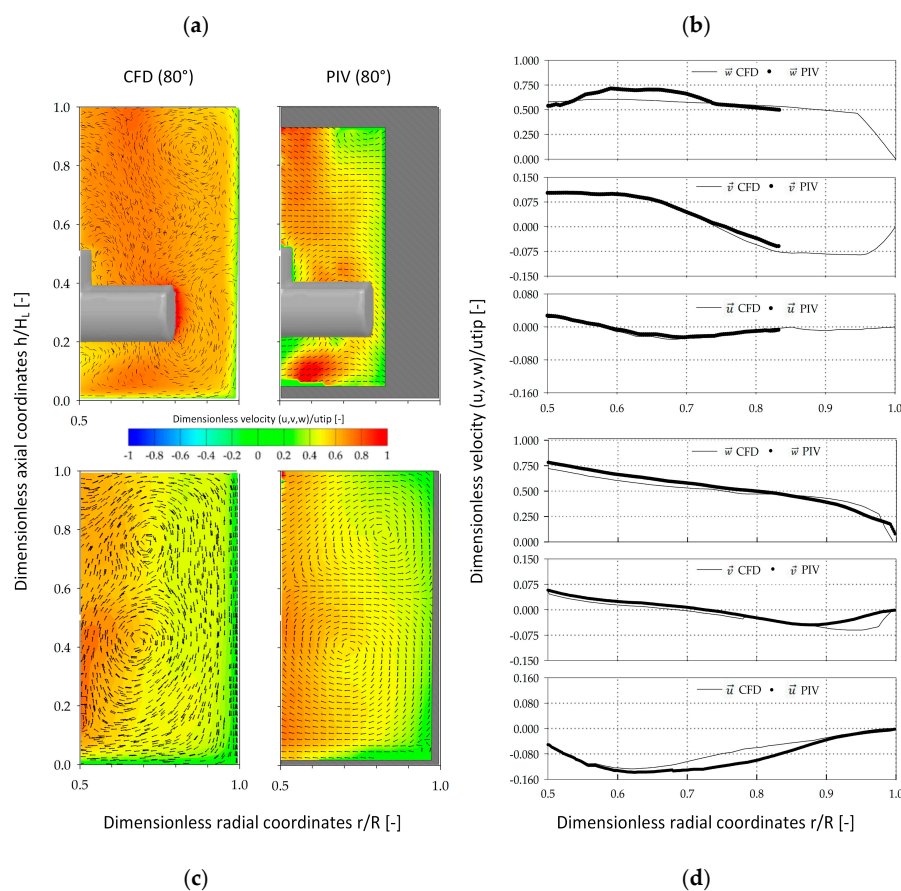 (a)
(b)
CFD (80°)
PIV (80°)
1.0
0.8
0.6
0.4
0.2
0.0
0.5
1.0
1.0
Dimensionless axial coordinates h/HL [-]
Dimensionless velocity (u,v,w)/utip [-]
-1 -0.8 -0.6 -0.4 -0.2 0 0.2 0.4 0.6 0.8 1
1.0
0.8
0.6
0.4
0.2
0.0
0.5 1.0 0.5 1.0
Dimensionless radial coordinates r/R [-]
Dimensionless velocity (u,v,w)/utip [-]
w⃗ CFD • w⃗ PIV
1.000
0.750
0.500
0.250
0.000
v⃗ CFD • v⃗ PIV
0.150
0.075
0.000
-0.075
-0.150
u⃗ CFD • u⃗ PIV
0.080
0.000
-0.080
-0.160
0.5 0.6 0.7 0.8 0.9 1.0
w⃗ CFD • w⃗ PIV
0.750
0.500
0.250
0.000
v⃗ CFD • v⃗ PIV
0.150
0.075
0.000
-0.075
0.150
u⃗ CFD • u⃗ PIV
0.160
0.080
0.000
-0.080
-0.160
0.5 0.6 0.7 0.8 0.9 1.0
Dimensionless radial coordinates r/R [-]
(c)
(d)